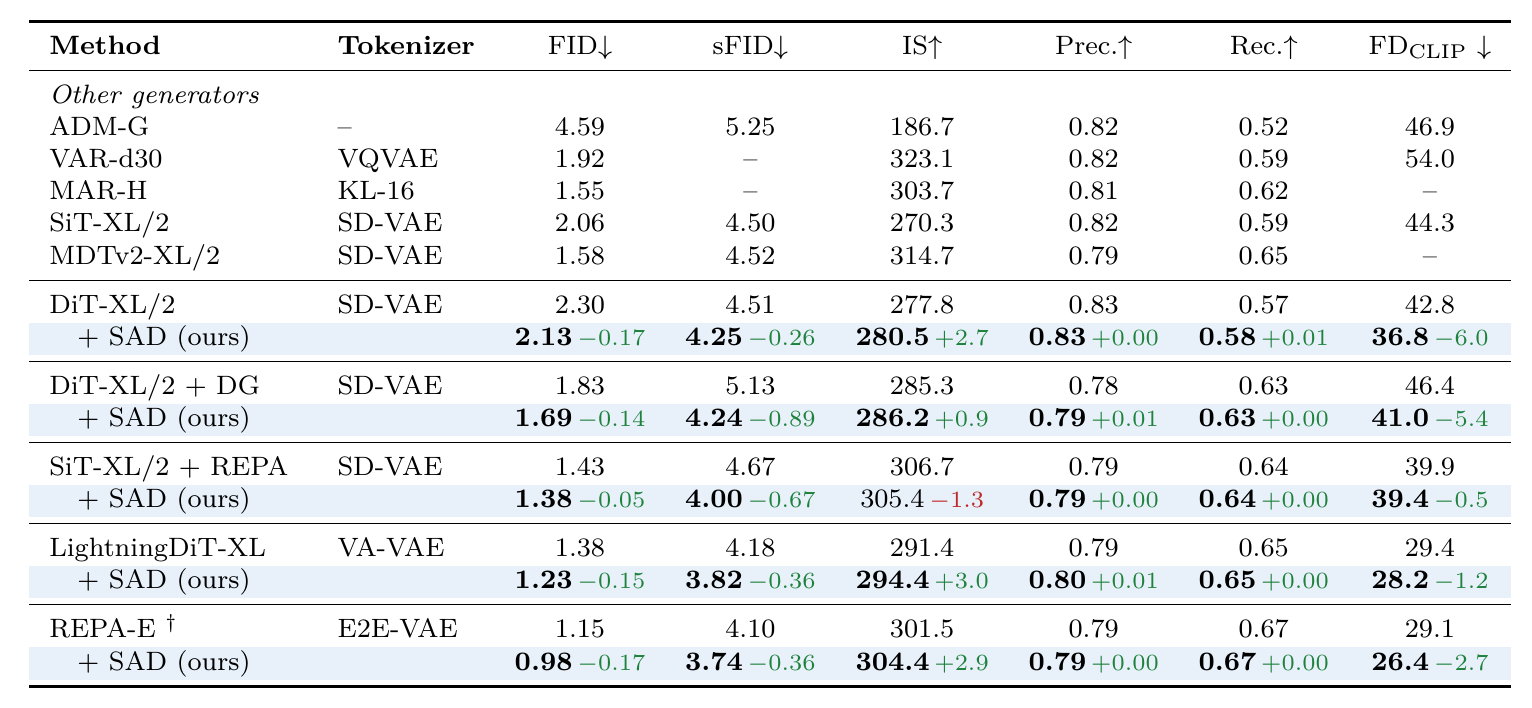 Method Tokenizer FID↓ sFID↓ IS↑ Prec.↑ Rec.↑ FD_CLIP ↓
Other generators
ADM-G – 4.59 5.25 186.7 0.82 0.52 46.9
VAR-d30 VQVAE 1.92 – 323.1 0.82 0.59 54.0
MAR-H KL-16 1.55 – 303.7 0.81 0.62 –
SiT-XL/2 SD-VAE 2.06 4.50 270.3 0.82 0.59 44.3
MDTv2-XL/2 SD-VAE 1.58 4.52 314.7 0.79 0.65 –
DiT-XL/2 SD-VAE 2.30 4.51 277.8 0.83 0.57 42.8
+ SAD (ours) 2.13 −0.17 4.25 −0.26 280.5 +2.7 0.83 +0.00 0.58 +0.01 36.8 −6.0
DiT-XL/2 + DG SD-VAE 1.83 5.13 285.3 0.78 0.63 46.4
+ SAD (ours) 1.69 −0.14 4.24 −0.89 286.2 +0.9 0.79 +0.01 0.63 +0.00 41.0 −5.4
SiT-XL/2 + REPA SD-VAE 1.43 4.67 306.7 0.79 0.64 39.9
+ SAD (ours) 1.38 −0.05 4.00 −0.67 305.4 −1.3 0.79 +0.00 0.64 +0.00 39.4 −0.5
LightningDiT-XL VA-VAE 1.38 4.18 291.4 0.79 0.65 29.4
+ SAD (ours) 1.23 −0.15 3.82 −0.36 294.4 +3.0 0.80 +0.01 0.65 +0.00 28.2 −1.2
REPA-E † E2E-VAE 1.15 4.10 301.5 0.79 0.67 29.1
+ SAD (ours) 0.98 −0.17 3.74 −0.36 304.4 +2.9 0.79 +0.00 0.67 +0.00 26.4 −2.7